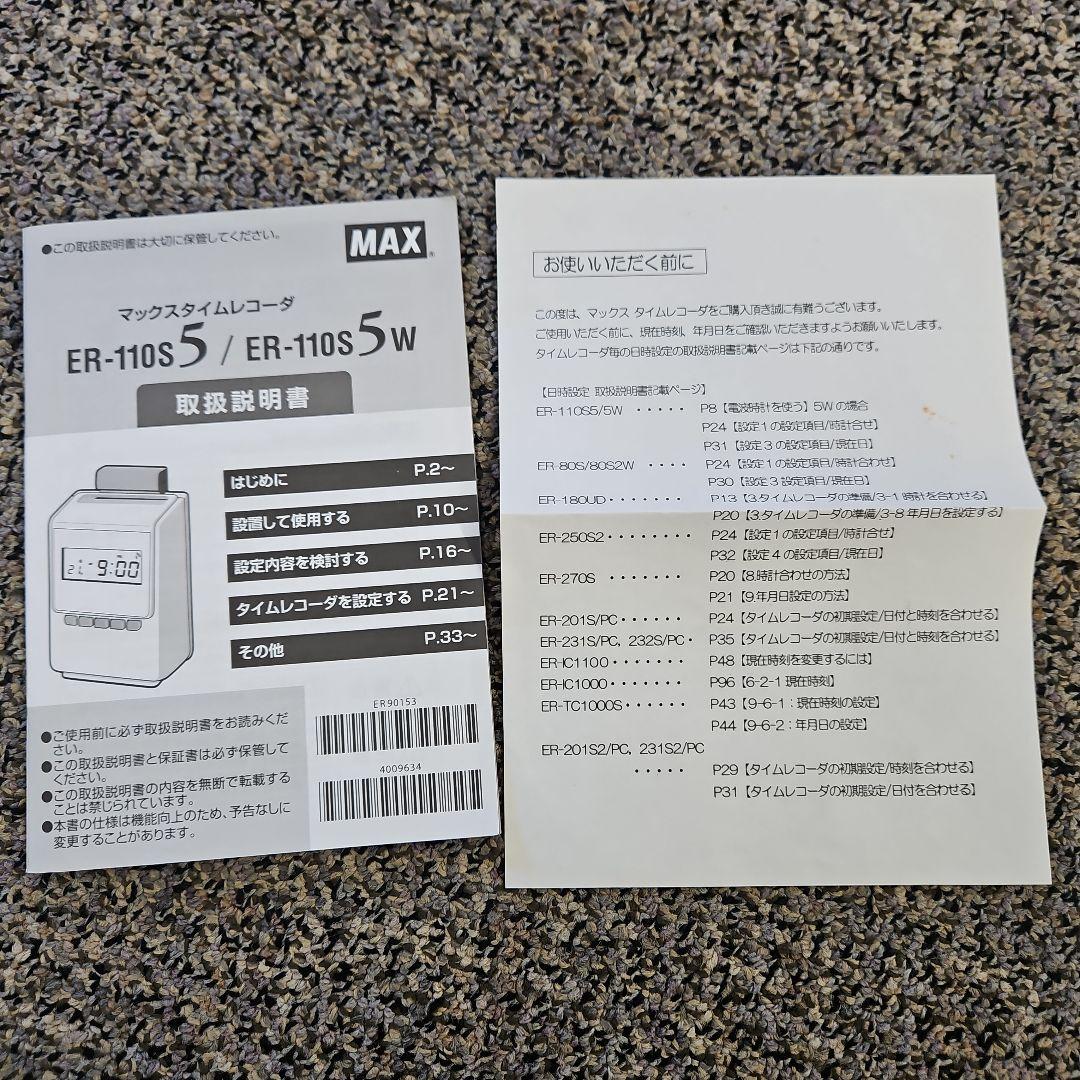 ●この取扱説明書は大切に保管してください。
MAX®
マックスタイムレコーダ
ER-110S5 / ER-110S5W
取扱説明書
はじめに P.2～
設置して使用する P.10～
設定内容を検討する P.16～
タイムレコーダを設定する P.21～
その他 P.33～
9:00
●ご使用前に必ず取扱説明書をお読みくだ
さい。
●この取扱説明書と保証書は必ず保管して
ください。
●この取扱説明書の内容を無断で転載する
ことは禁じられています。
●本書の仕様は機能向上のため、予告なしに
変更することがあります。
ER90153
4009634
お使いいただく前に
この度は、マックス タイムレコーダをご購入頂き誠に有難うございます。
ご使用いただく前に、現在時刻、年月日をご確認いただきますようお願いいたします。
タイムレコーダ毎の日時設定の取扱説明書記載ページは下記の通りです。
【日時設定 取扱説明書記載ページ】
ER-110S5/5W ・・・・・ P8【電波時計を使う】5Wの場合
P24【設定1の設定項目/時計合せ】
P31【設定3の設定項目/現在日】
ER-80S/80S2W ・・・・ P24【設定1の設定項目/時計合わせ】
P30【設定3設定項目/現在日】
ER-180UD・・・・・・・ P13【3.タイムレコーダの準備/3-1時計を合わせる】
P20【3.タイムレコーダの準備/3-8年月日を設定する】
ER-250S2・・・・・・・・ P24【設定1の設定項目/時計合せ】
P32【設定4の設定項目/現在日】
ER-270S ・・・・・・・ P20【8.時計合わせの方法】
P21【9.年月日設定の方法】
ER-201S/PC・・・・・・ P24【タイムレコーダの初期設定/日付と時刻を合わせる】
ER-231S/PC, 232S/PC・ P35【タイムレコーダの初期設定/日付と時刻を合わせる】
ER-IC1100・・・・・・・ P48【現在時刻を変更するには】
ER-IC1000・・・・・・・ P96【6-2-1現在時刻】
ER-TC1000S・・・・・・ P43【9-6-1：現在時刻の設定】
P44【9-6-2：年月日の設定】
ER-201S2/PC, 231S2/PC
・・・・・ P29【タイムレコーダの初期設定/時刻を合わせる】
P31【タイムレコーダの初期設定/日付を合わせる】